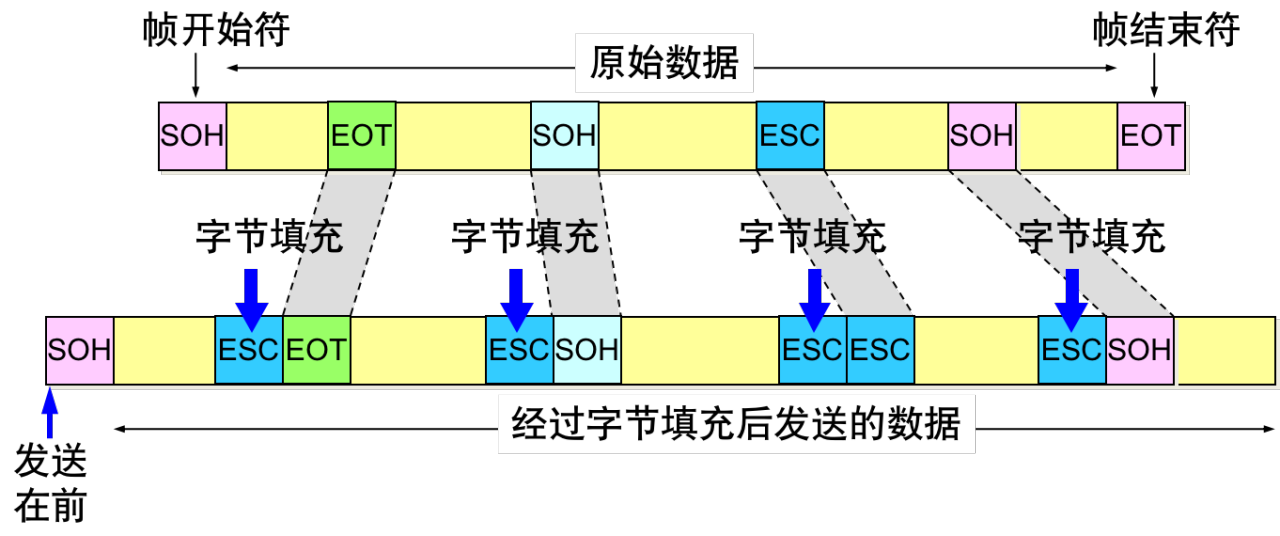 帧开始符
帧结束符
原始数据
SOH EOT SOH ESC SOH EOT
字节填充 字节填充 字节填充 字节填充
SOH ESC EOT ESC SOH ESC ESC ESC SOH
经过字节填充后发送的数据
发送
在前